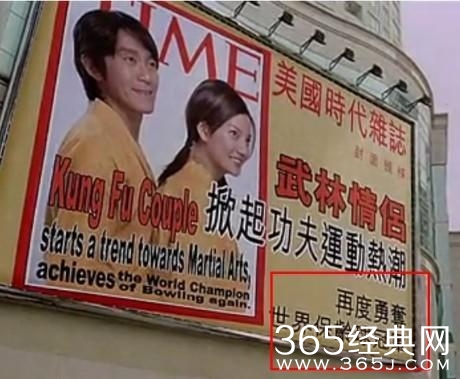 TIME
美國時代雜誌
武林情侶
Kung Fu Couple
掀起功夫運動熱潮
starts a trend towards Martial Arts,
achieves the World Champion of Bowling again.
再度勇奪
世界保齡
365经典网
www.365J.com